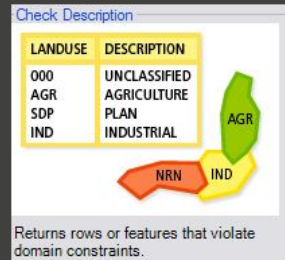 Check Description
LANDUSE DESCRIPTION
000 UNCLASSIFIED
AGR AGRICULTURE
SDP PLAN
IND INDUSTRIAL
AGR
NRN IND
Returns rows or features that violate
domain constraints.